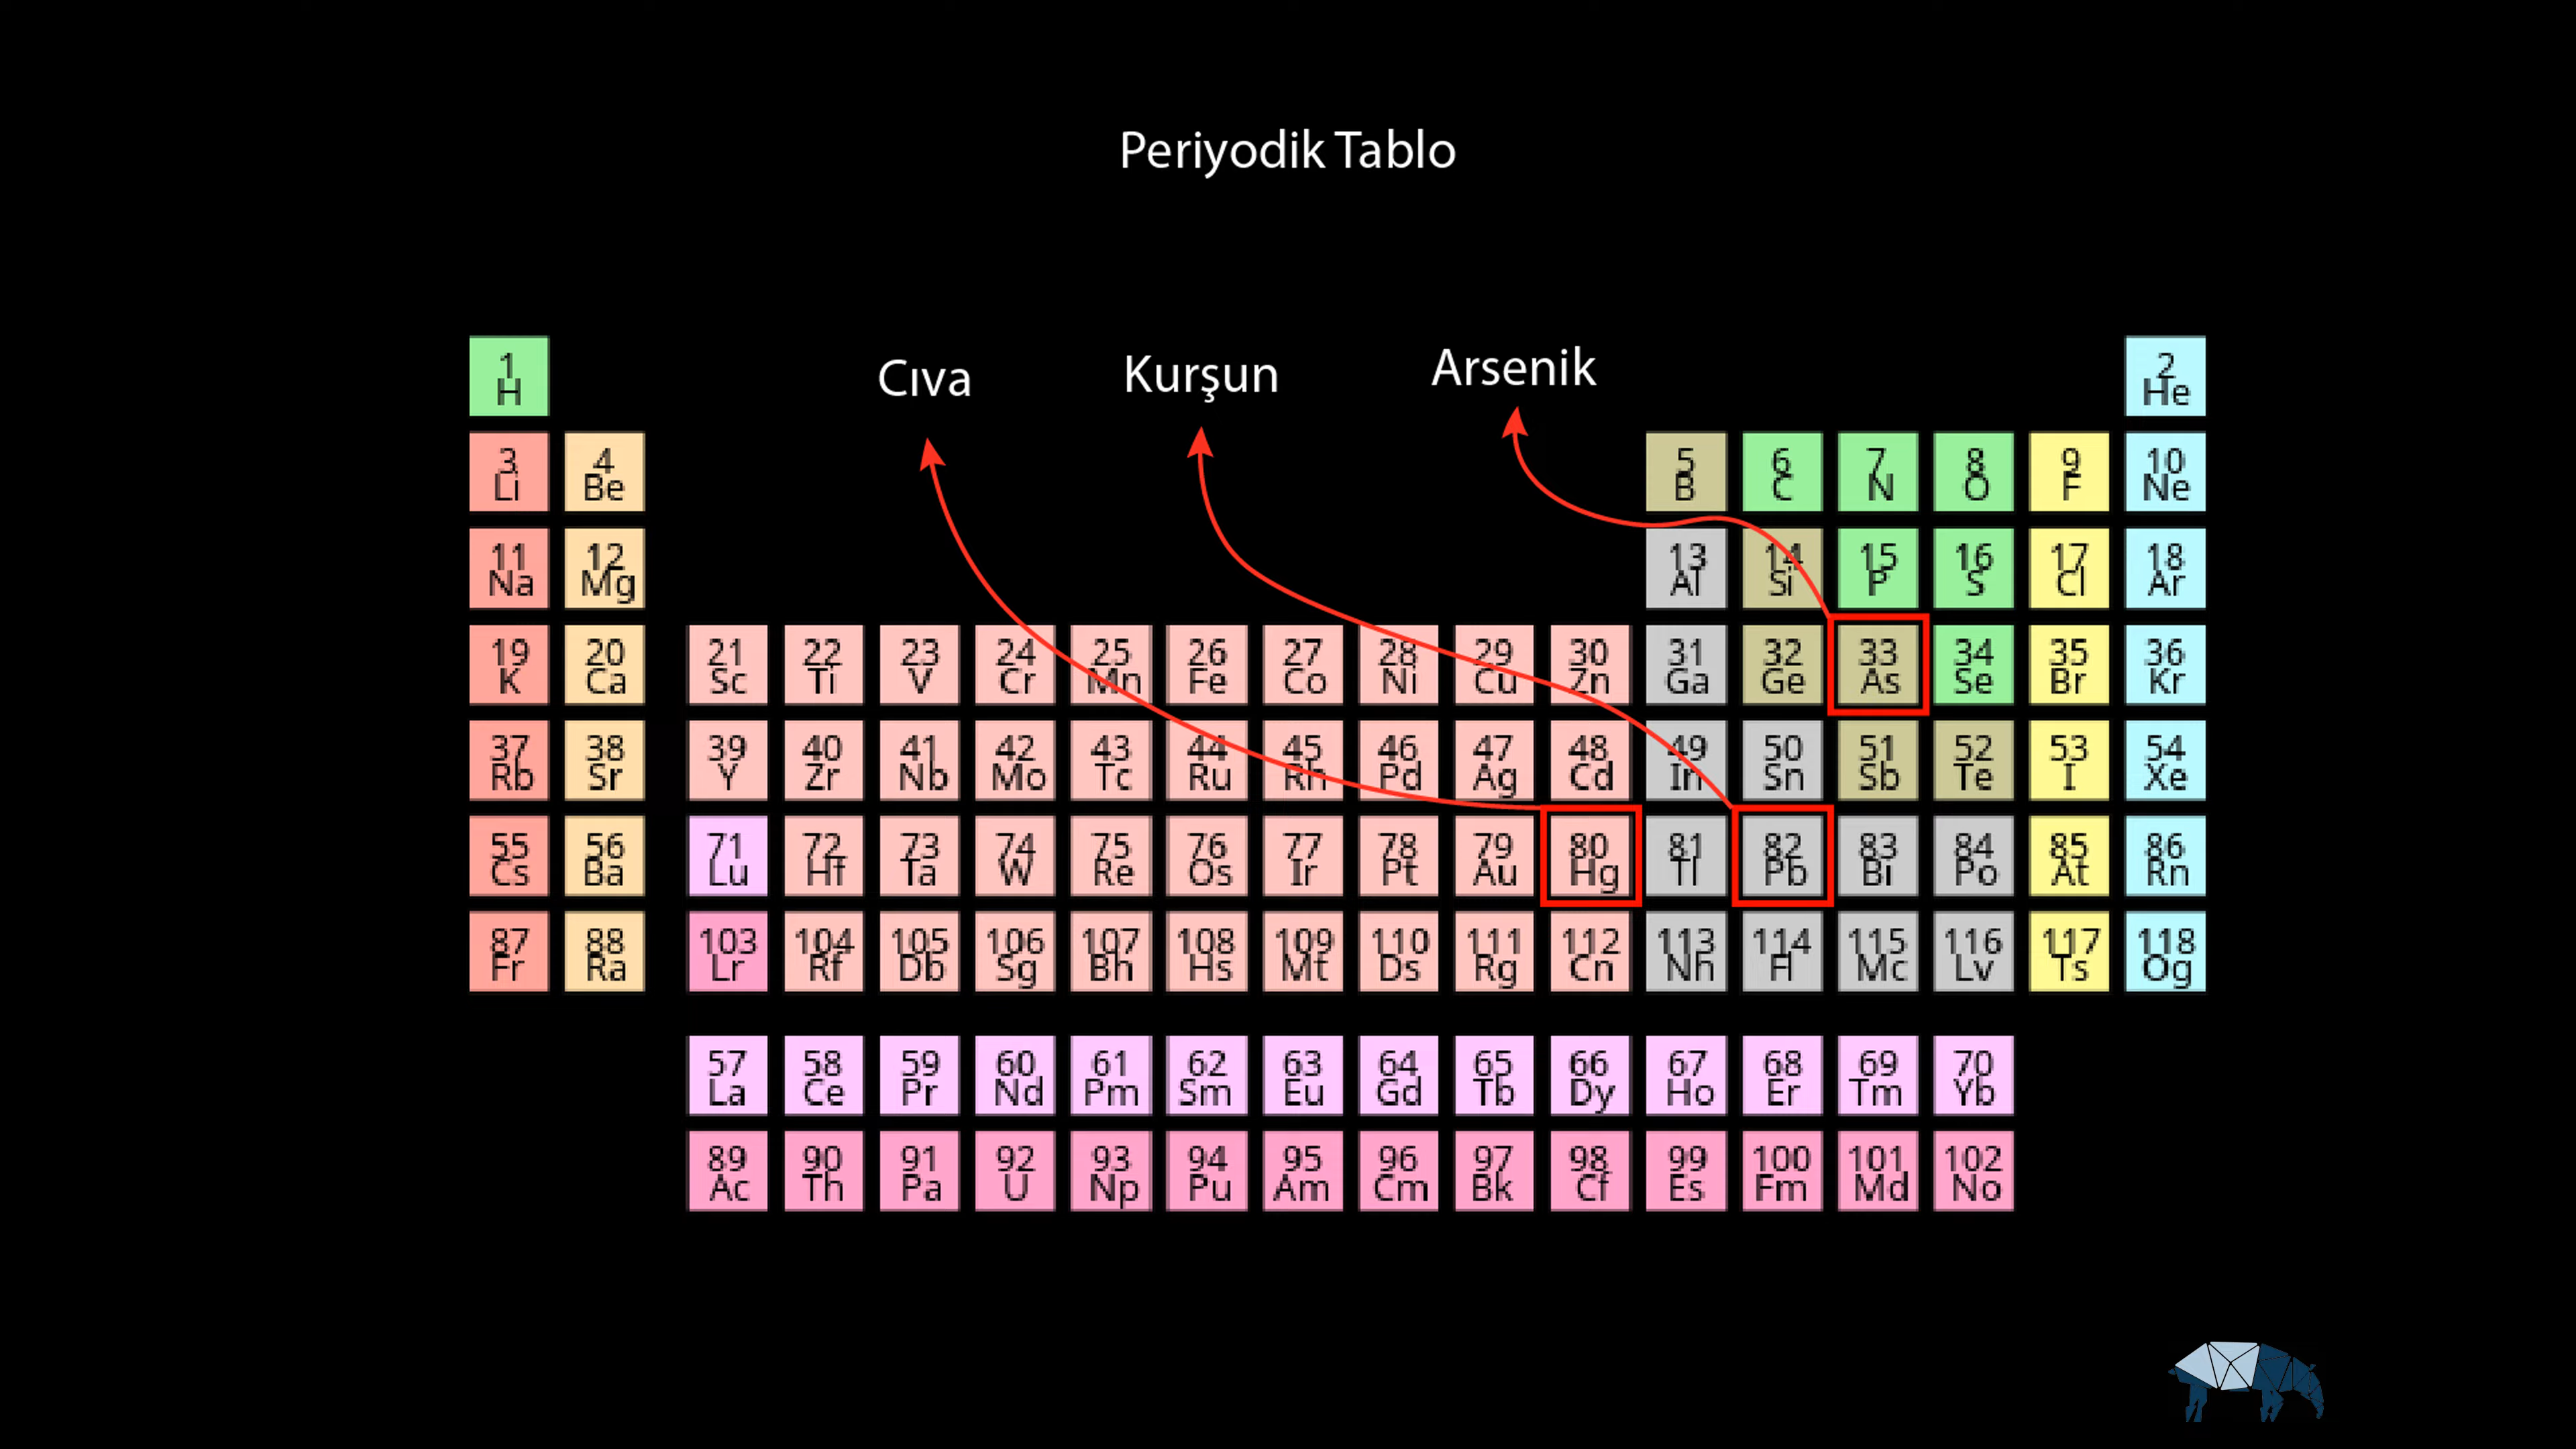 Periyodik Tablo
Cıva Kurşun Arsenik
1 2
H He
3 4 5 6 7 8 9 10
Li Be B C N O F Ne
11 12 13 14 15 16 17 18
Na Mg Al Si P S Cl Ar
19 20 21 22 23 24 25 26 27 28 29 30 31 32 33 34 35 36
K Ca Sc Ti V Cr Mn Fe Co Ni Cu Zn Ga Ge As Se Br Kr
37 38 39 40 41 42 43 44 45 46 47 48 49 50 51 52 53 54
Rb Sr Y Zr Nb Mo Tc Ru Rh Pd Ag Cd In Sn Sb Te I Xe
55 56 71 72 73 74 75 76 77 78 79 80 81 82 83 84 85 86
Cs Ba Lu Hf Ta W Re Os Ir Pt Au Hg Tl Pb Bi Po At Rn
87 88 103 104 105 106 107 108 109 110 111 112 113 114 115 116 117 118
Fr Ra Lr Rf Db Sg Bh Hs Mt Ds Rg Cn Nh Fl Mc Lv Ts Og
57 58 59 60 61 62 63 64 65 66 67 68 69 70
La Ce Pr Nd Pm Sm Eu Gd Tb Dy Ho Er Tm Yb
89 90 91 92 93 94 95 96 97 98 99 100 101 102
Ac Th Pa U Np Pu Am Cm Bk Cf Es Fm Md No